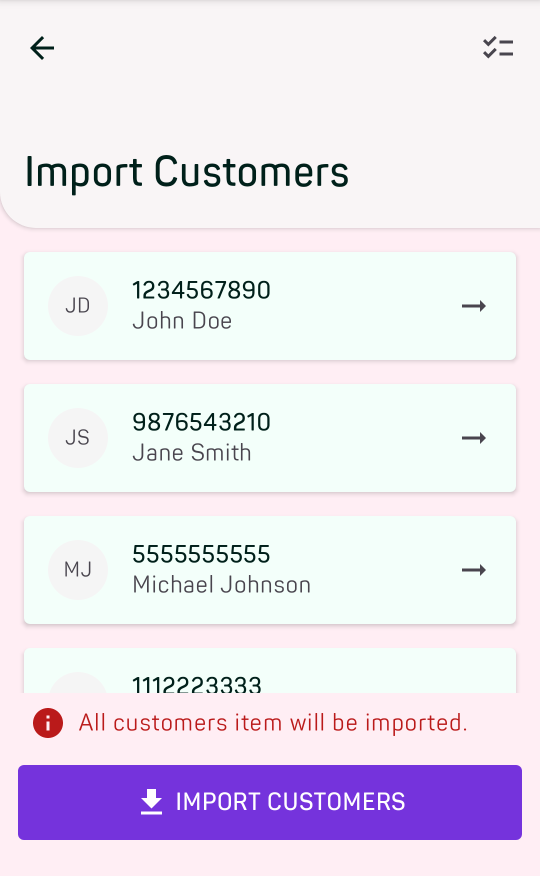 Import Customers
JD
1234567890
John Doe
JS
9876543210
Jane Smith
MJ
5555555555
Michael Johnson
1112223333
All customers item will be imported.
IMPORT CUSTOMERS